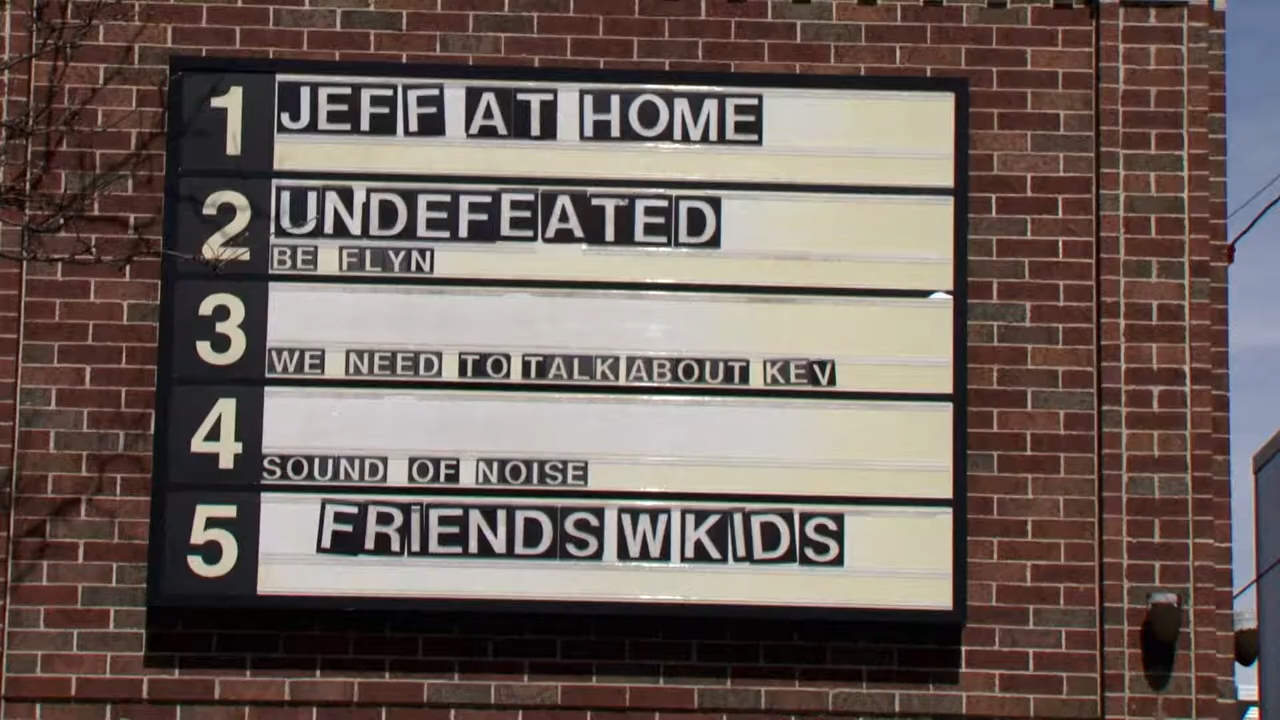 1 JEFF AT HOME
2 UNDEFEATED
BE FLYN
3
WE NEED TO TALK ABOUT KEV
4
SOUND OF NOISE
5 FRiENDS WKIDS